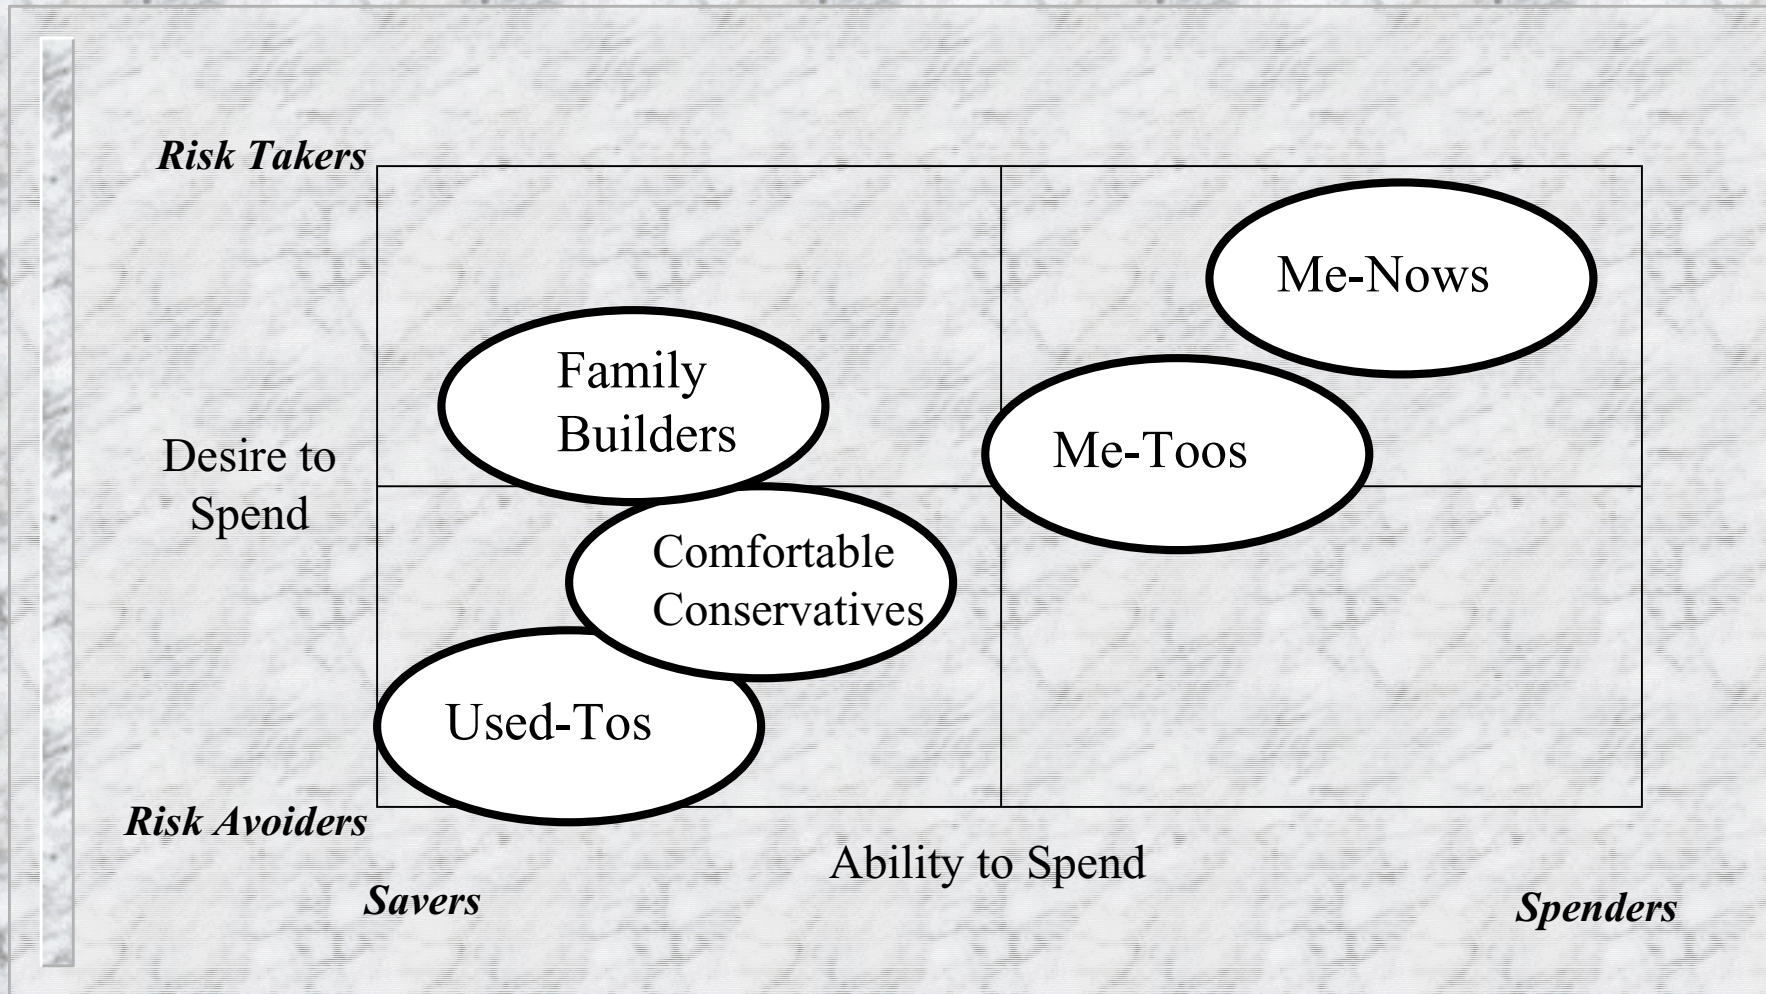 Risk Takers
Me-Nows
Family
Builders
Me-Toos
Desire to
Spend
Comfortable
Conservatives
Used-Tos
Risk Avoiders
Ability to Spend
Savers
Spenders